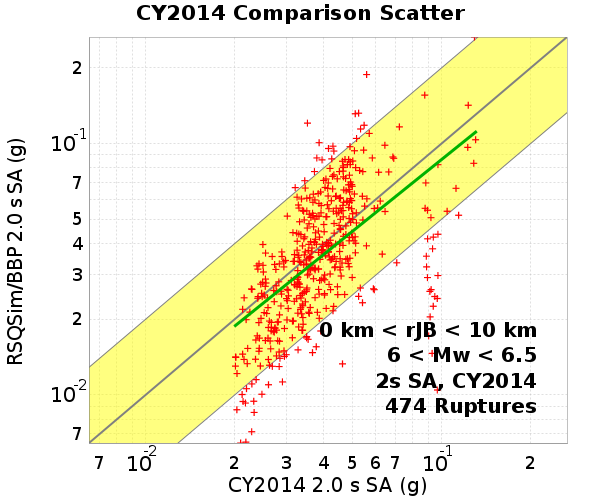 CY2014 Comparison Scatter
RSQSim/BBP 2.0 s SA (g)
2
10-1
7
5
4
3
2
10-2
7
0 km < rJB < 10 km
6 < Mw < 6.5
2s SA, CY2014
474 Ruptures
7 10-2 2 3 4 5 6 7 10-1 2
CY2014 2.0 s SA (g)